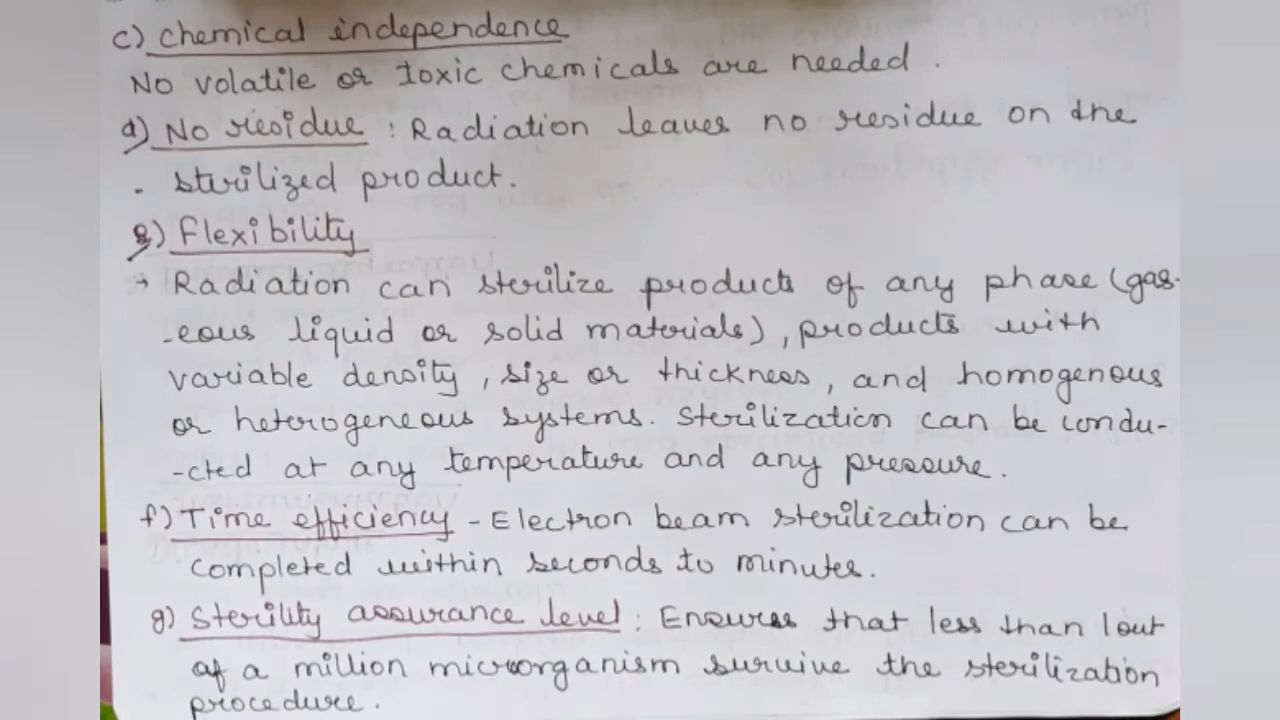 c) Chemical independence
No volatile or toxic chemicals are needed.
d) No residue : Radiation leaves no residue on the
. sterilized product.
e) Flexibility
→ Radiation can sterilize products of any phase (gas-
-eous liquid or solid materials), products with
variable density, size or thickness, and homogenous
or heterogeneous systems. Sterilization can be condu-
-cted at any temperature and any pressure.
f) Time efficiency - Electron beam sterilization can be
completed within seconds to minutes.
g) Sterility assurance level : Ensures that less than 1 out
of a million microorganism survive the sterilization
procedure.